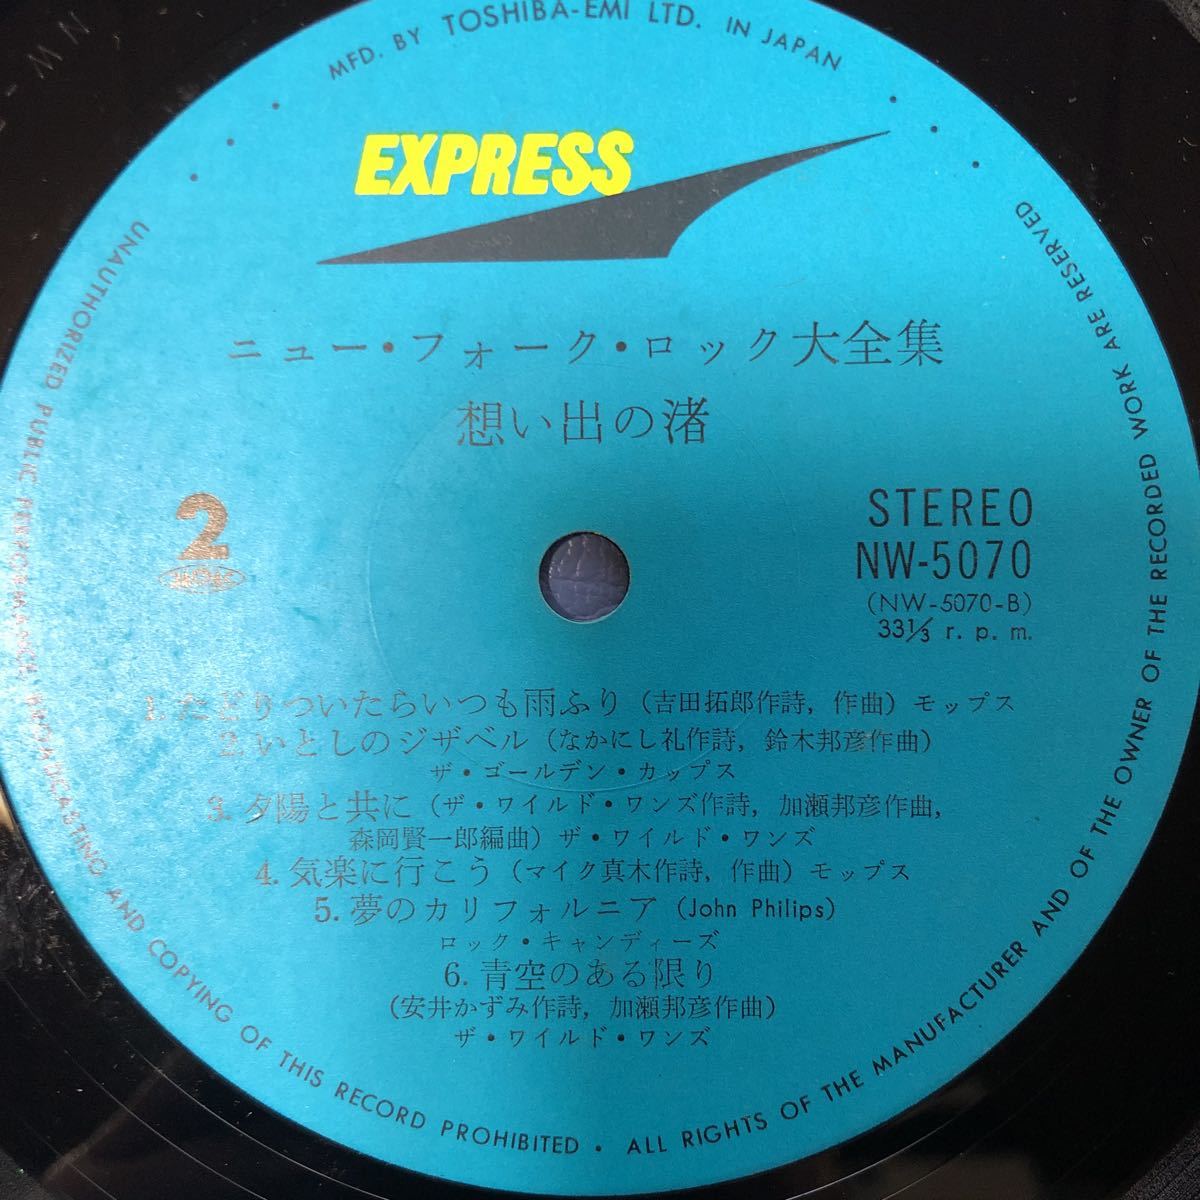 MFD. BY TOSHIBA-EMI LTD. IN JAPAN
EXPRESS
ニュー・フォーク・ロック大全集
想い出の渚
2
STEREO
NW-5070
(NW-5070-B)
33⅓ r. p. m.
1. たどりついたらいつも雨ふり (吉田拓郎作詩, 作曲) モップス
2. いとしのジザベル (なかにし礼作詩, 鈴木邦彦作曲)
ザ・ゴールデン・カップス
3. 夕陽と共に (ザ・ワイルド・ワンズ作詩, 加瀬邦彦作曲,
森岡賢一郎編曲) ザ・ワイルド・ワンズ
4. 気楽に行こう (マイク真木作詩, 作曲) モップス
5. 夢のカリフォルニア (John Philips)
ロック・キャンディーズ
6. 青空のある限り
(安井かずみ作詩, 加瀬邦彦作曲)
ザ・ワイルド・ワンズ
UNAUTHORIZED PUBLIC PERFORMANCE BROADCASTING AND COPYING OF THIS RECORD PROHIBITED • ALL RIGHTS OF THE MANUFACTURER AND OF THE OWNER OF THE RECORDED WORK ARE RESERVED